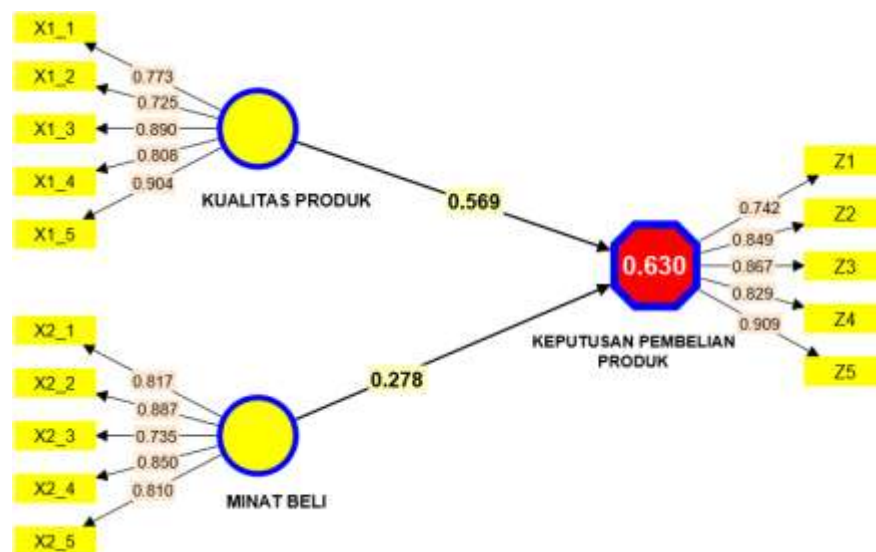 X1_1
X1_2
X1_3
X1_4
X1_5
0.773
0.725
0.890
0.808
0.904
KUALITAS PRODUK
0.569
X2_1
X2_2
X2_3
X2_4
X2_5
0.817
0.887
0.735
0.850
0.810
MINAT BELI
0.278
0.630
KEPUTUSAN PEMBELIAN
PRODUK
0.742
0.849
0.867
0.829
0.909
Z1
Z2
Z3
Z4
Z5